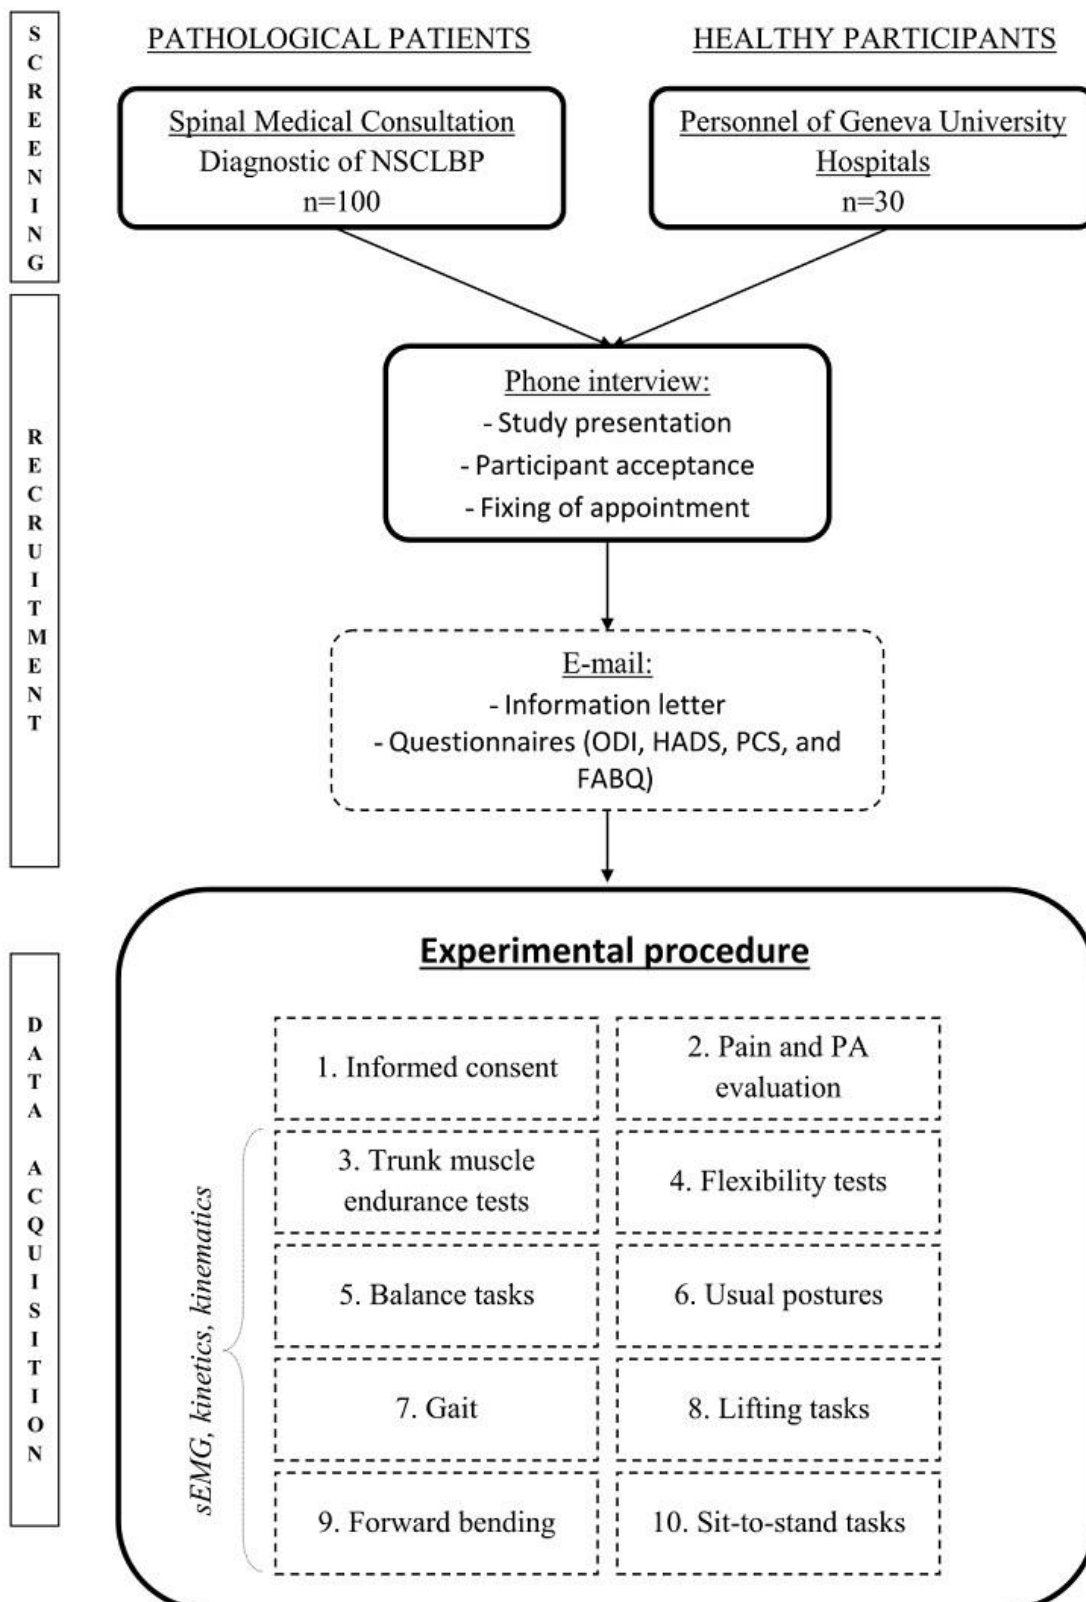 SCREENING
PATHOLOGICAL PATIENTS
HEALTHY PARTICIPANTS
Spinal Medical Consultation
Diagnostic of NSCLBP
n=100
Personnel of Geneva University
Hospitals
n=30
RECRUITMENT
Phone interview:
- Study presentation
- Participant acceptance
- Fixing of appointment
E-mail:
- Information letter
- Questionnaires (ODI, HADS, PCS, and
FABQ)
DATA ACQUISITION
Experimental procedure
1. Informed consent
2. Pain and PA
evaluation
sEMG, kinetics, kinematics
3. Trunk muscle
endurance tests
4. Flexibility tests
5. Balance tasks
6. Usual postures
7. Gait
8. Lifting tasks
9. Forward bending
10. Sit-to-stand tasks